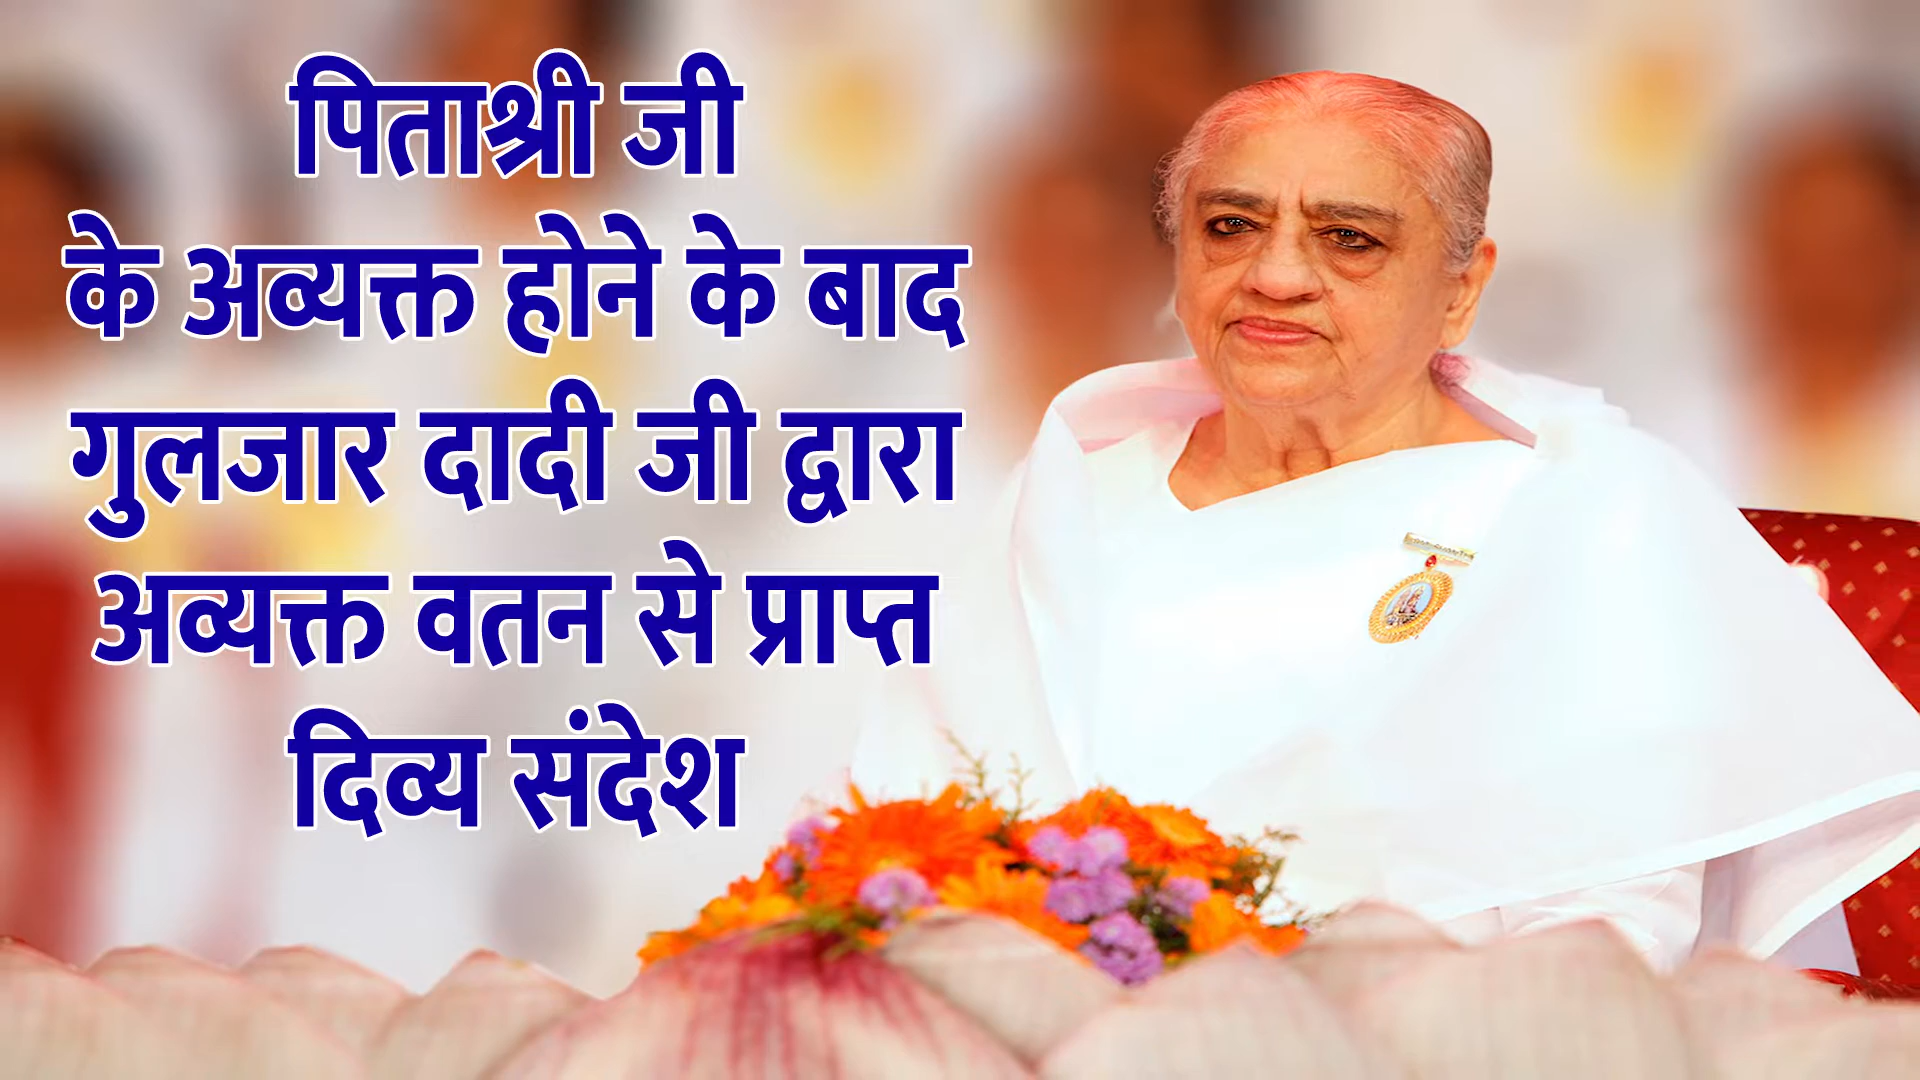 पिताश्री जी
के अव्यक्त होने के बाद
गुलजार दादी जी द्वारा
अव्यक्त वतन से प्राप्त
दिव्य संदेश